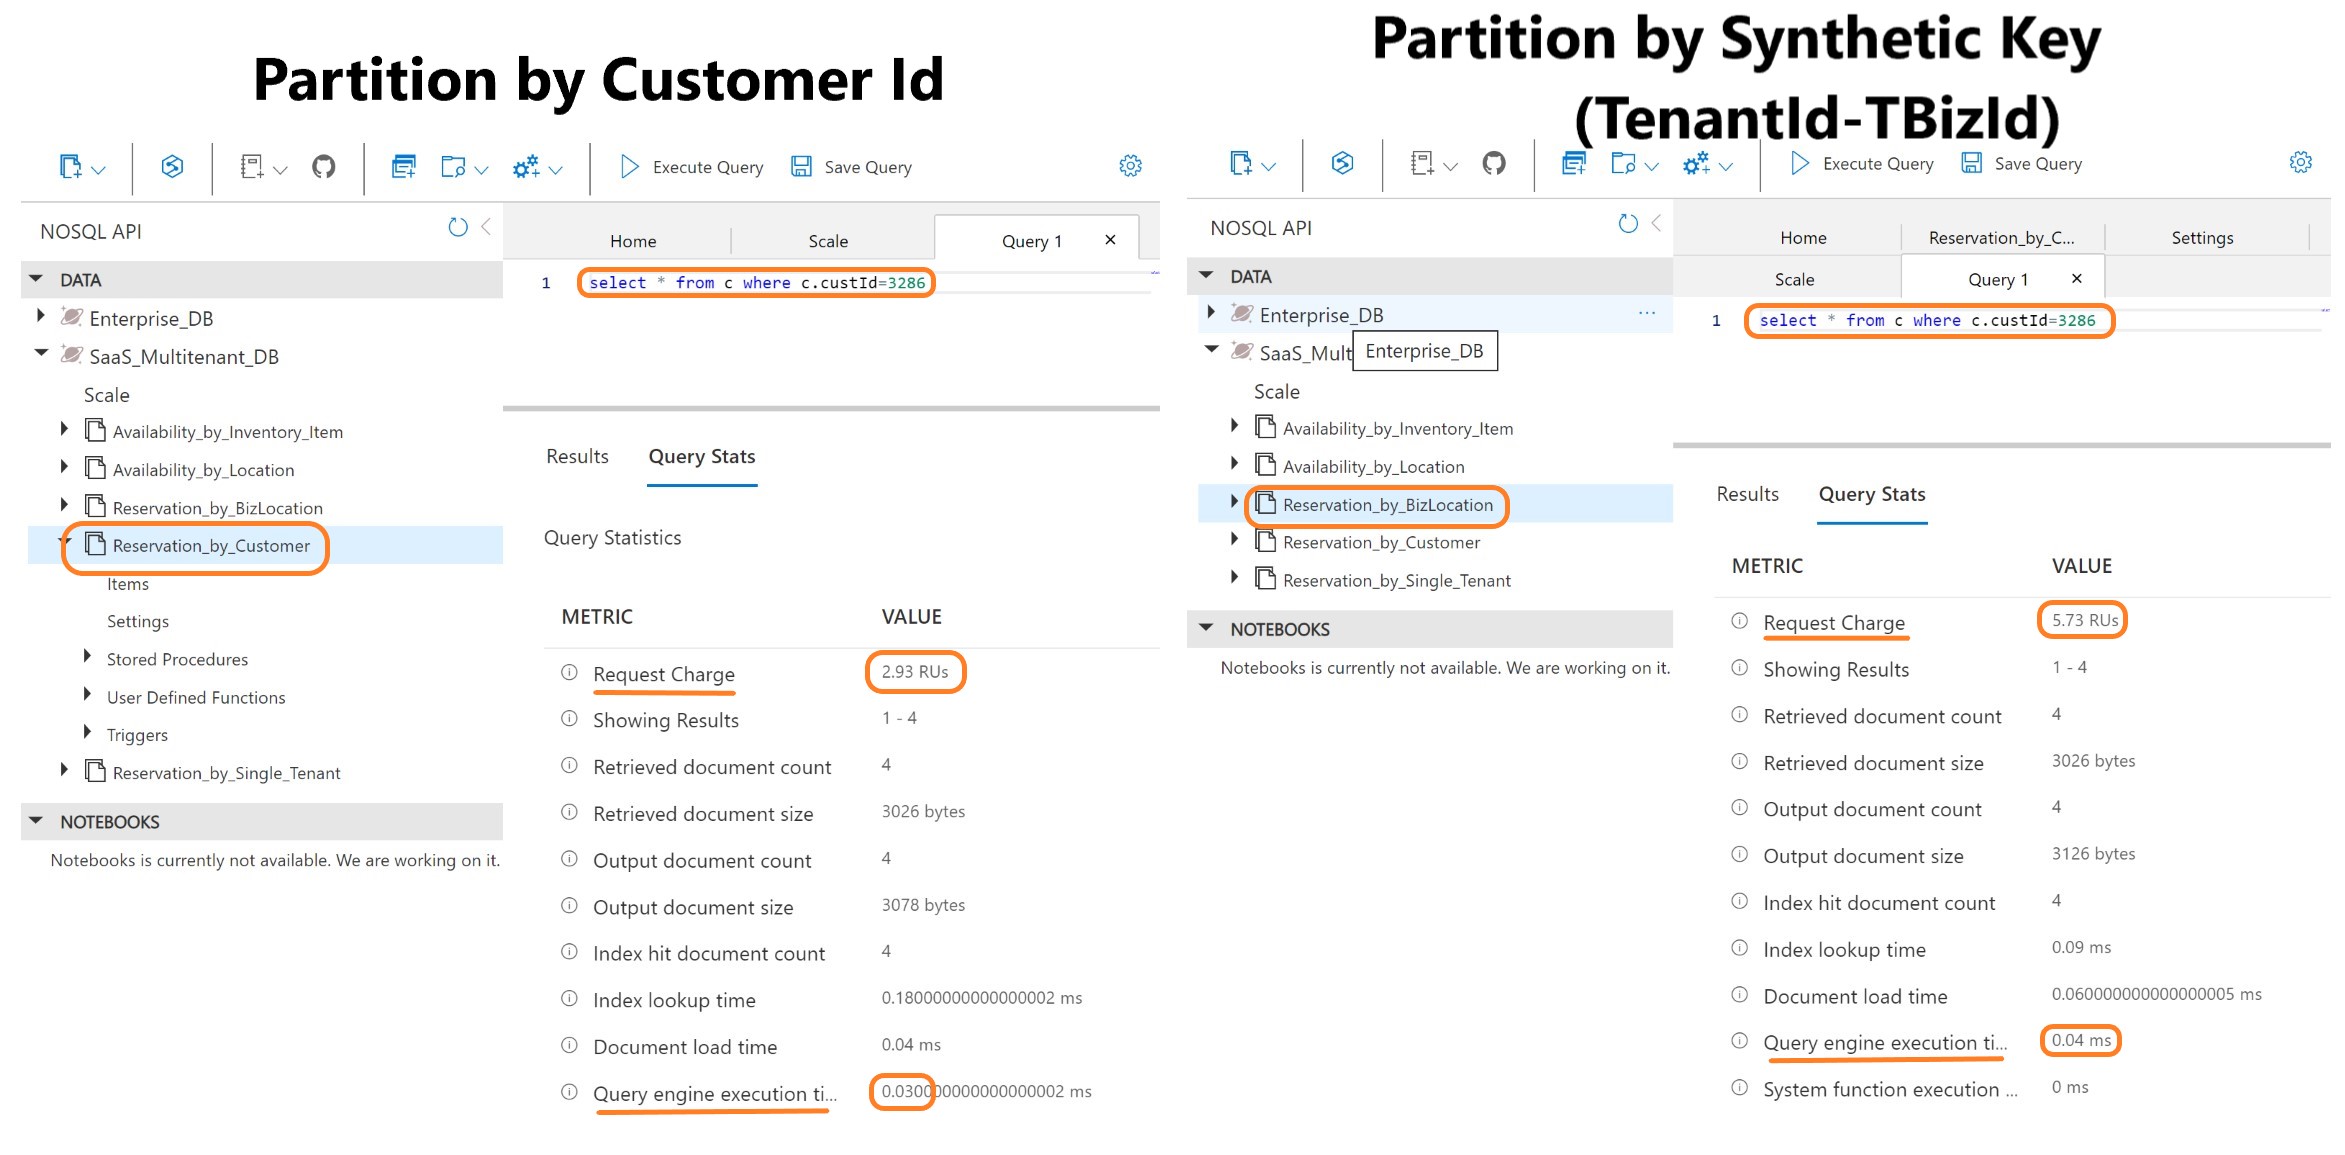 Partition by Customer Id
Execute Query
Save Query
NOSQL API
Home
Scale
Query 1
DATA
1
select * from c where c.custId=3286
Enterprise_DB
SaaS_Multitenant_DB
Scale
Availability_by_Inventory_Item
Availability_by_Location
Reservation_by_BizLocation
Reservation_by_Customer
Items
Settings
Stored Procedures
User Defined Functions
Triggers
Reservation_by_Single_Tenant
NOTEBOOKS
Notebooks is currently not available. We are working on it.
Results
Query Stats
Query Statistics
METRIC VALUE
Request Charge 2.93 RUs
Showing Results 1 - 4
Retrieved document count 4
Retrieved document size 3026 bytes
Output document count 4
Output document size 3078 bytes
Index hit document count 4
Index lookup time 0.18000000000000002 ms
Document load time 0.04 ms
Query engine execution ti... 0.030000000000000002 ms
Partition by Synthetic Key
(TenantId-TBizId)
Execute Query
Save Query
NOSQL API
Home
Reservation_by_C...
Settings
Scale
Query 1
DATA
1
select * from c where c.custId=3286
Enterprise_DB
SaaS_Mult
Enterprise_DB
Scale
Availability_by_Inventory_Item
Availability_by_Location
Reservation_by_BizLocation
Reservation_by_Customer
Reservation_by_Single_Tenant
NOTEBOOKS
Notebooks is currently not available. We are working on it.
Results
Query Stats
METRIC VALUE
Request Charge 5.73 RUs
Showing Results 1 - 4
Retrieved document count 4
Retrieved document size 3026 bytes
Output document count 4
Output document size 3126 bytes
Index hit document count 4
Index lookup time 0.09 ms
Document load time 0.060000000000000005 ms
Query engine execution ti... 0.04 ms
System function execution ... 0 ms